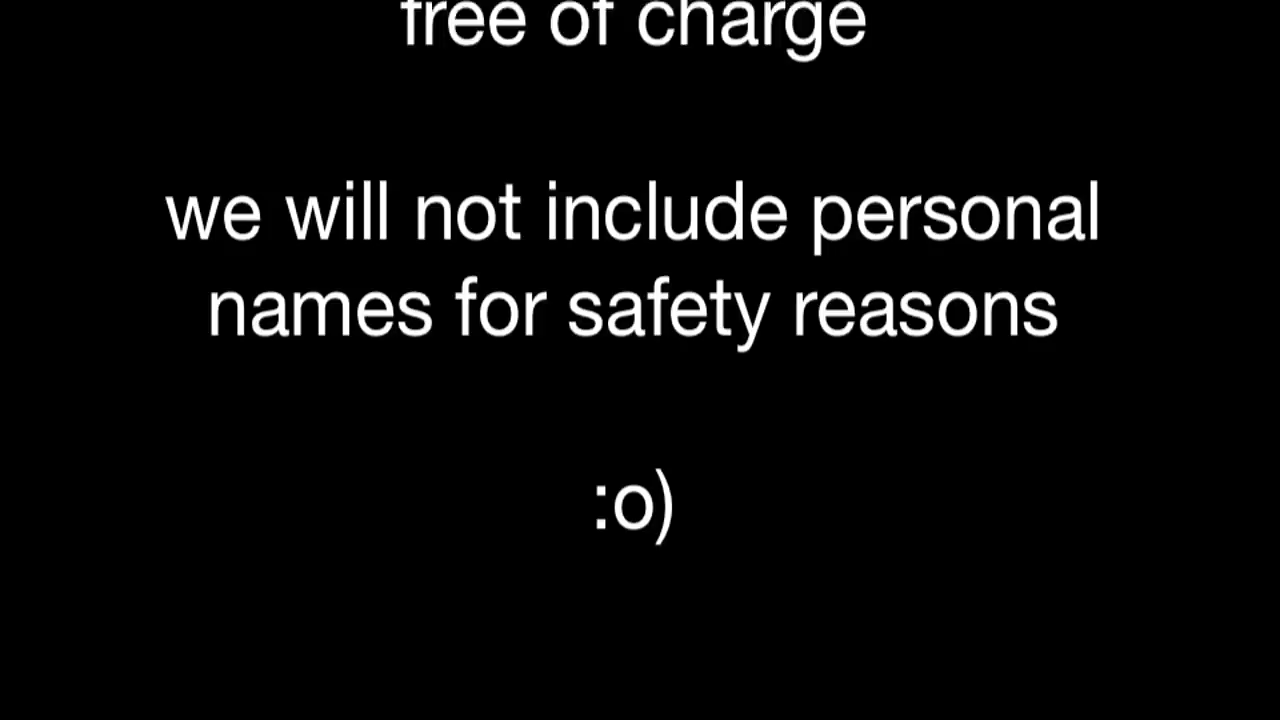 free of charge
we will not include personal
names for safety reasons
:o)